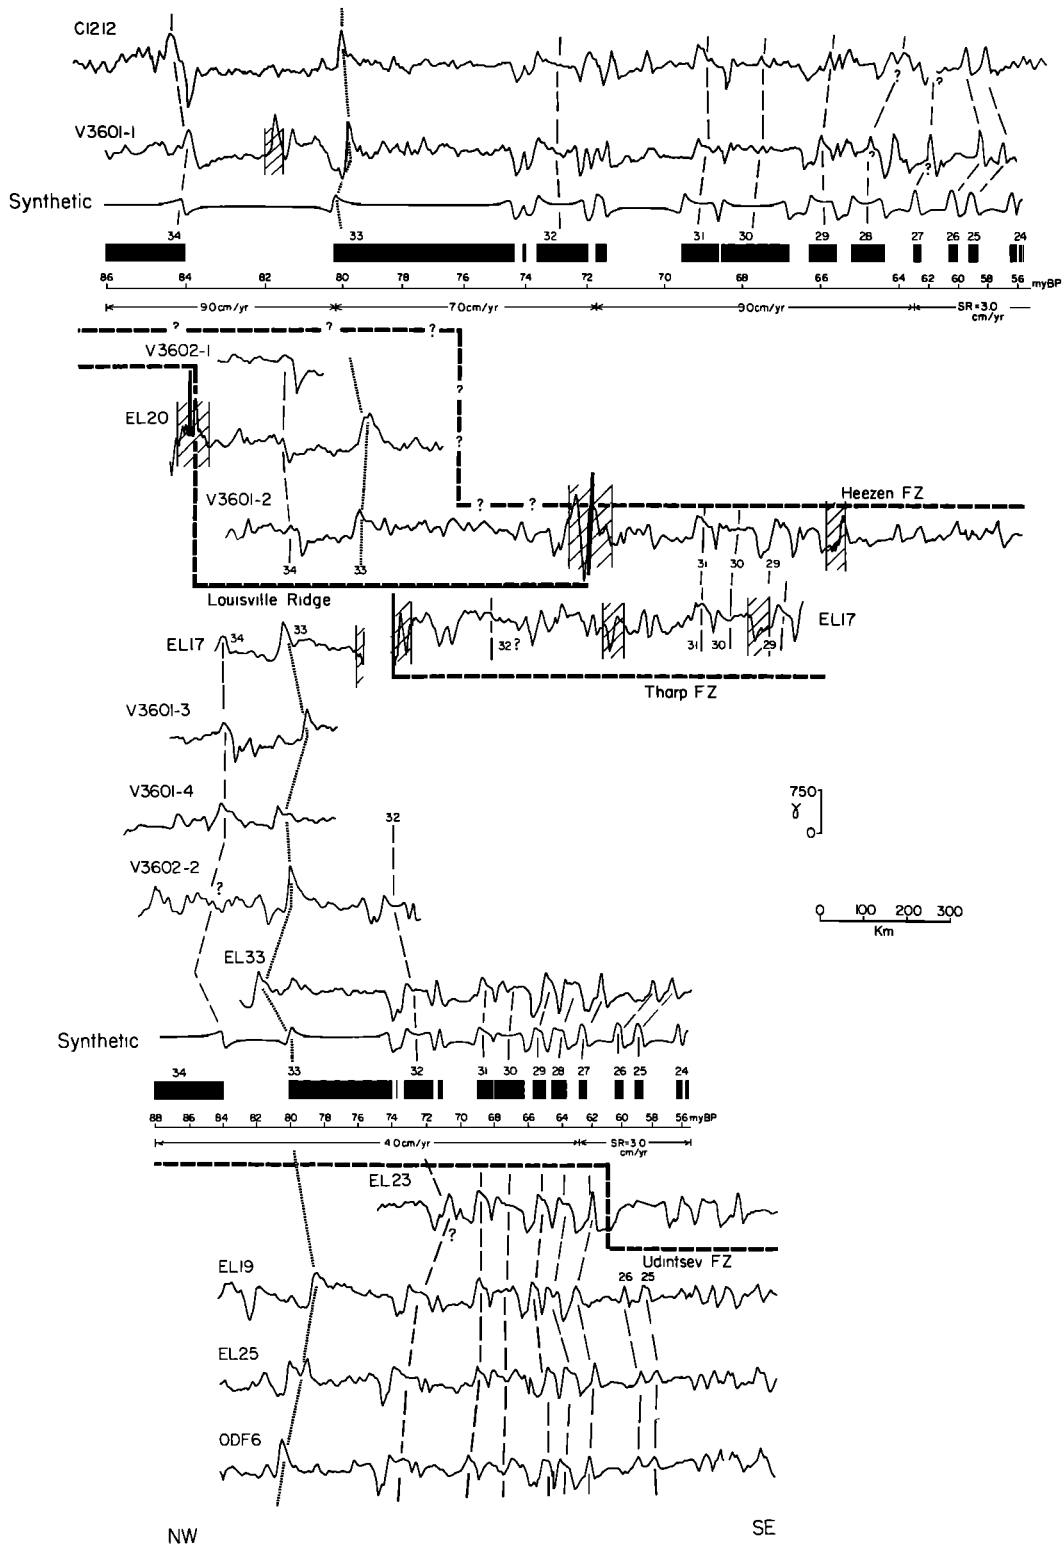 C1212
?
?
V3601-1
?
?
Synthetic
34 33 32 31 30 29 28 27 26 25 24
86 84 82 80 78 76 74 72 70 68 66 64 62 60 58 56 myBP
9.0 cm/yr 7.0 cm/yr 9.0 cm/yr SR=3.0 cm/yr
? ? ?
V3602-1
?
EL20
?
V3601-2
? ?
Heezen FZ
34 33 31 30 29
Louisville Ridge
EL17 34 33
32? 31 30 29 EL17
Tharp FZ
V3601-3
V3601-4
750
γ
0
32
V3602-2
?
0 100 200 300
Km
EL33
Synthetic
34 33 32 31 30 29 28 27 26 25 24
88 86 84 82 80 78 76 74 72 70 68 66 64 62 60 58 56 myBP
4.0 cm/yr SR=3.0 cm/yr
EL23
?
Udintsev FZ
EL19
26 25
EL25
ODF6
NW SE